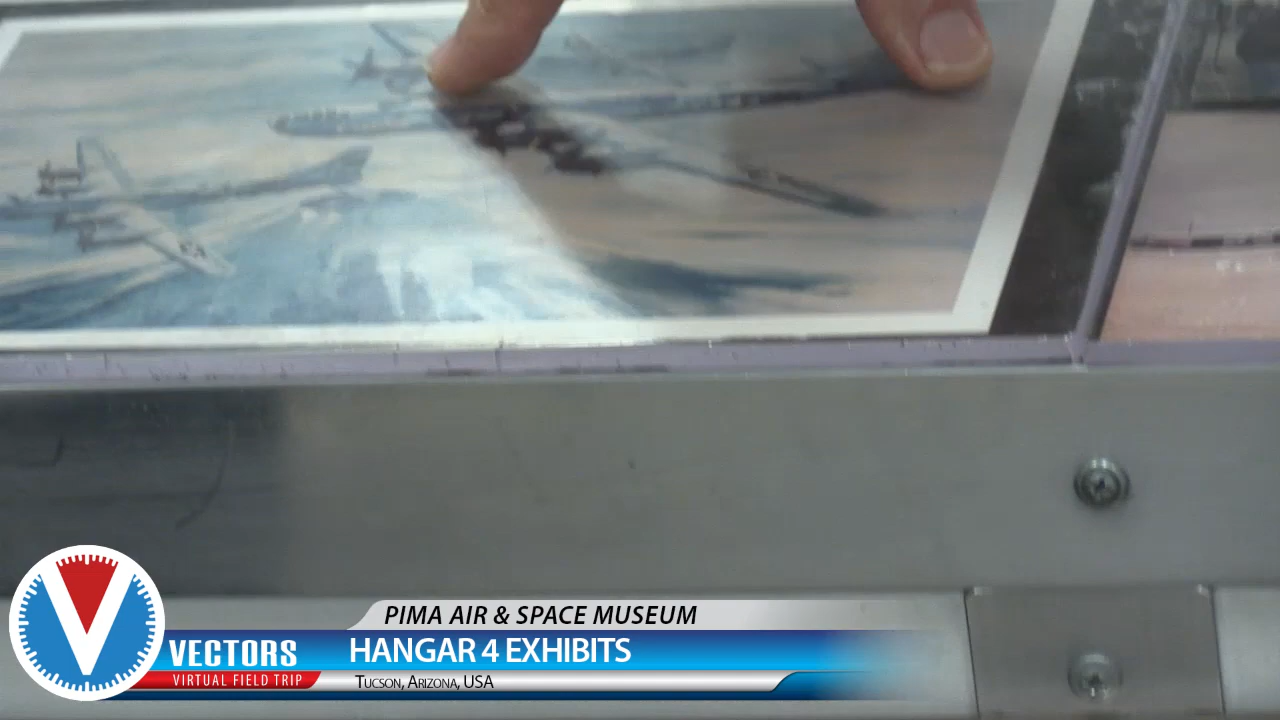 PIMA AIR & SPACE MUSEUM
HANGAR 4 EXHIBITS
VECTORS
VIRTUAL FIELD TRIP
TUCSON, ARIZONA, USA
V